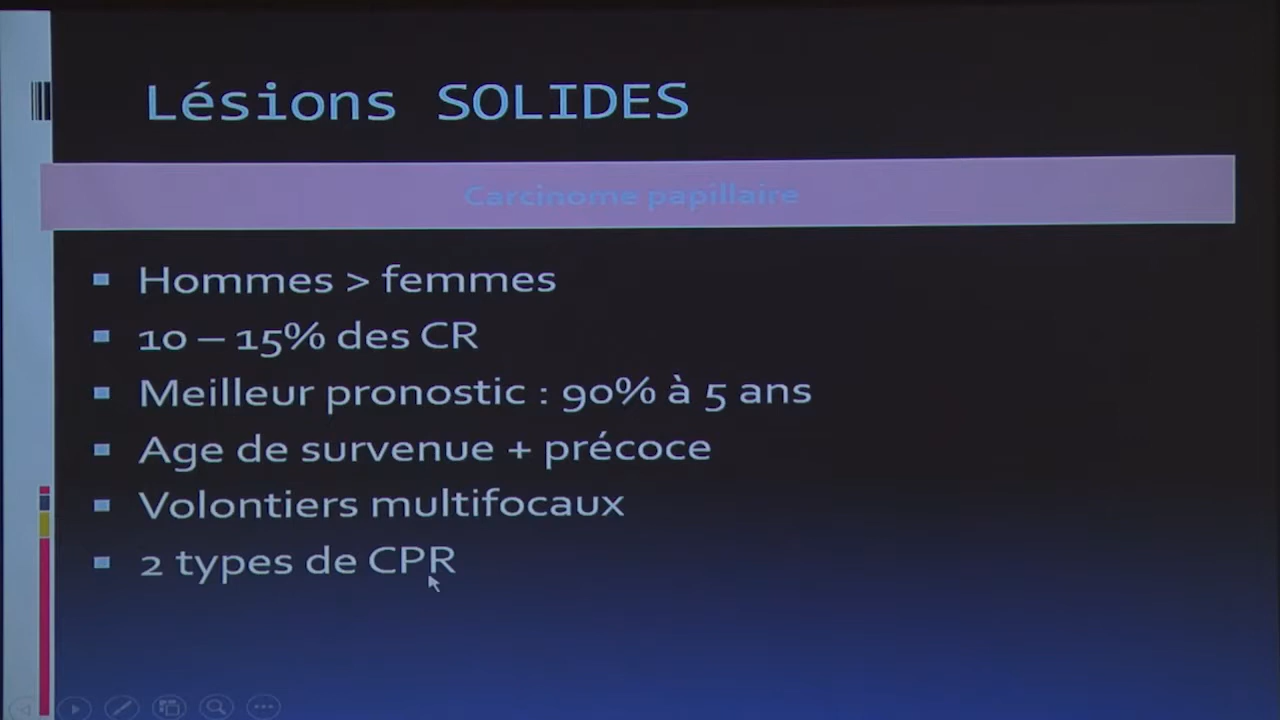 Lésions SOLIDES
Carcinome papillaire
Hommes > femmes
10 – 15% des CR
Meilleur pronostic : 90% à 5 ans
Age de survenue + précoce
Volontiers multifocaux
2 types de CPR